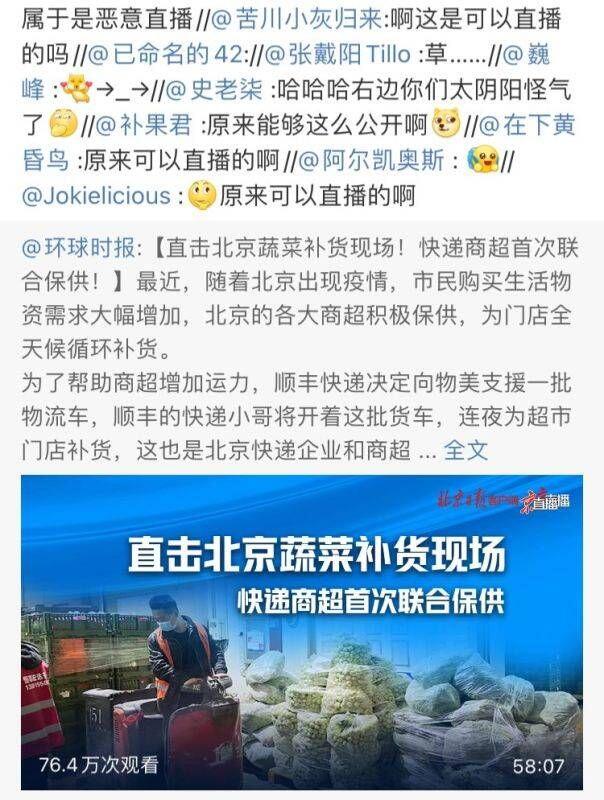 属于是恶意直播//@苦川小灰归来:啊这是可以直播
的吗//@已命名的42://@张戴阳Tillo:草……//@巍
峰:→_→//@史老柒:哈哈哈右边你们太阴阳怪气
了//@补果君:原来能够这么公开啊//@在下黄
昏鸟:原来可以直播的啊//@阿尔凯奥斯://
@Jokielicious:原来可以直播的啊
@环球时报:【直击北京蔬菜补货现场！快递商超首次联
合保供！】最近，随着北京出现疫情，市民购买生活物
资需求大幅增加，北京的各大商超积极保供，为门店全
天候循环补货。
为了帮助商超增加运力，顺丰快递决定向物美支援一批
物流车，顺丰的快递小哥将开着这批货车，连夜为超市
门店补货，这也是北京快递企业和商超 ... 全文
北京日报客户端 京直播
直击北京蔬菜补货现场
快递商超首次联合保供
151
76.4万次观看
58:07